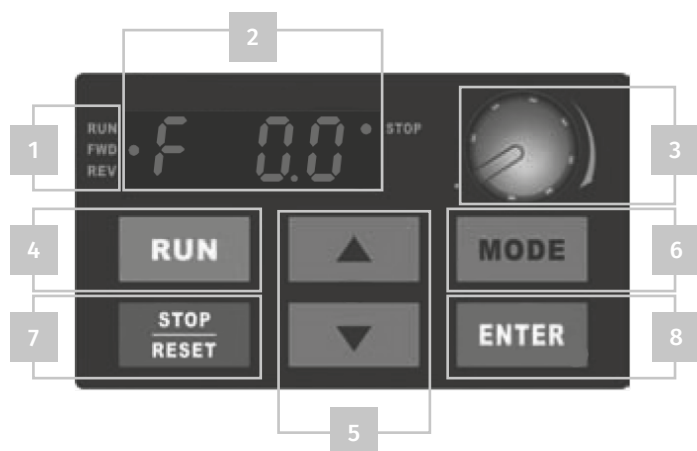 2
1
RUN
FWD
REV
F 0.0
STOP
3
4
RUN
▲
MODE
6
7
STOP
RESET
▼
ENTER
8
5